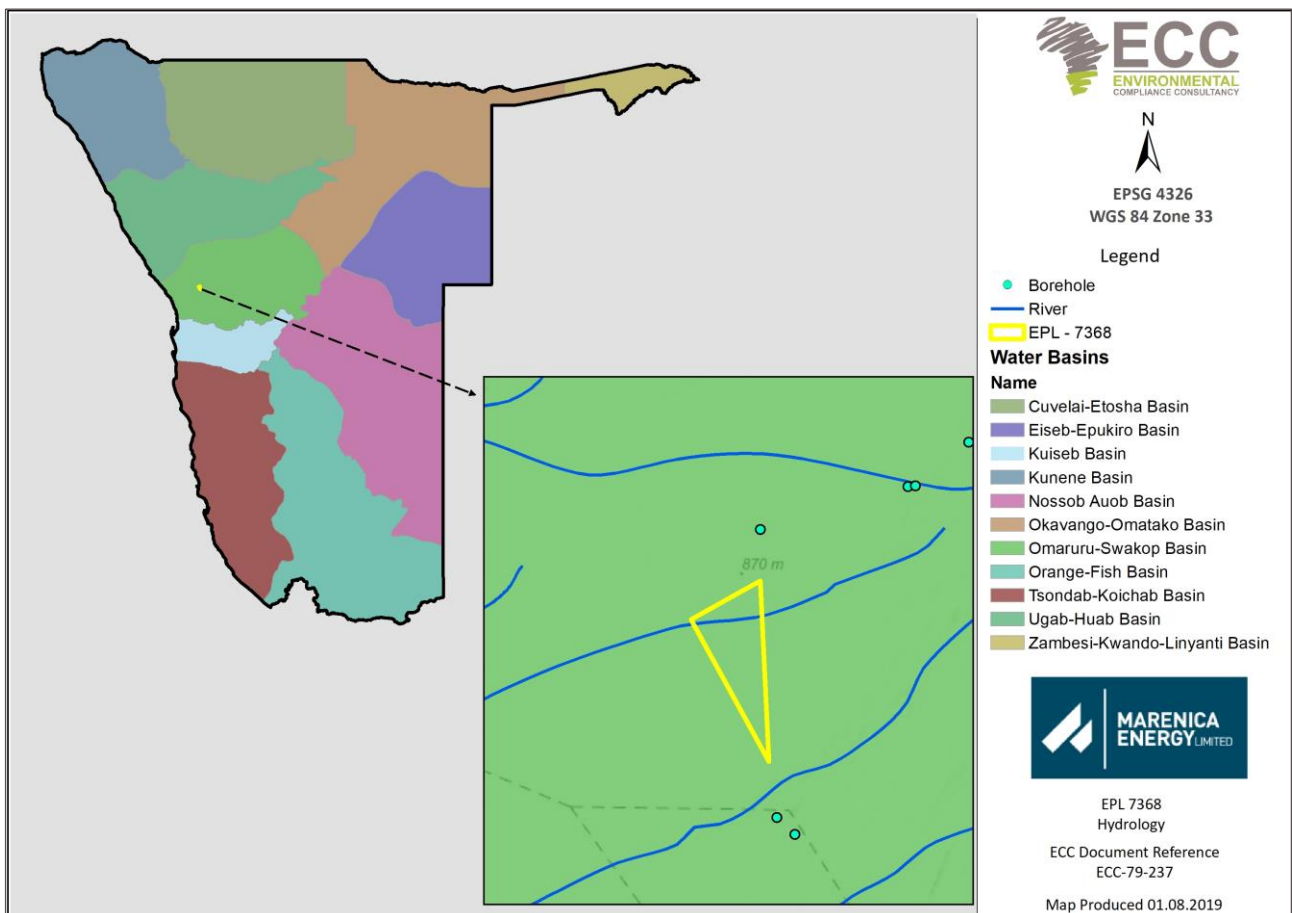 ECC
ENVIRONMENTAL
COMPLIANCE CONSULTANCY
N
EPSG 4326
WGS 84 Zone 33
Legend
Borehole
River
EPL - 7368
Water Basins
Name
Cuvelai-Etosha Basin
Eiseb-Epukiro Basin
Kuiseb Basin
Kunene Basin
Nossob Auob Basin
Okavango-Omatako Basin
Omaruru-Swakop Basin
Orange-Fish Basin
Tsondab-Koichab Basin
Ugab-Huab Basin
Zambesi-Kwando-Linyanti Basin
870 m
MARENICA
ENERGY LIMITED
EPL 7368
Hydrology
ECC Document Reference
ECC-79-237
Map Produced 01.08.2019